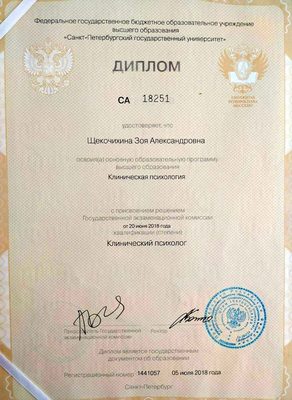 Федеральное государственное бюджетное образовательное учреждение
высшего образования
«Санкт-Петербургский государственный университет»
ДИПЛОМ
СА 18251
удостоверяет, что
Щекочихина Зоя Александровна
освоил(а) основную образовательную программу
высшего образования
Клиническая психология
с присвоением решением
Государственной экзаменационной комиссии
от 20 июня 2018 года
квалификации (степени)
Клинический психолог
Председатель Государственной
экзаменационной комиссии
Ректор
Диплом является государственным
документом об образовании
Регистрационный номер 1441057 05 июля 2018 года
Санкт-Петербург